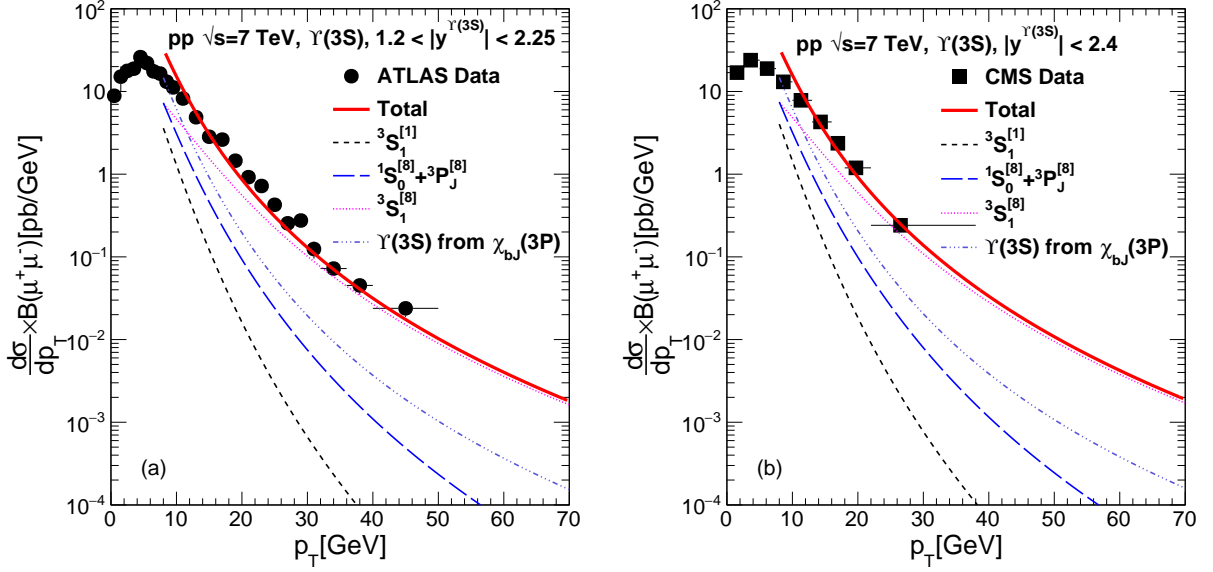 pp √s=7 TeV, ϒ(3S), 1.2 < |y^ϒ(3S)| < 2.25
ATLAS Data
Total
³S₁^[1]
¹S₀^[8]+³P_J^[8]
³S₁^[8]
ϒ(3S) from χ_bJ(3P)
10³
10²
10
1
10⁻¹
10⁻²
10⁻³
10⁻⁴
dσ/dp_T ×B(μ⁺μ⁻)[pb/GeV]
(a)
0 10 20 30 40 50 60 70
p_T[GeV]
pp √s=7 TeV, ϒ(3S), |y^ϒ(3S)| < 2.4
CMS Data
Total
³S₁^[1]
¹S₀^[8]+³P_J^[8]
³S₁^[8]
ϒ(3S) from χ_bJ(3P)
10³
10²
10
1
10⁻¹
10⁻²
10⁻³
10⁻⁴
dσ/dp_T ×B(μ⁺μ⁻)[pb/GeV]
(b)
0 10 20 30 40 50 60 70
p_T[GeV]